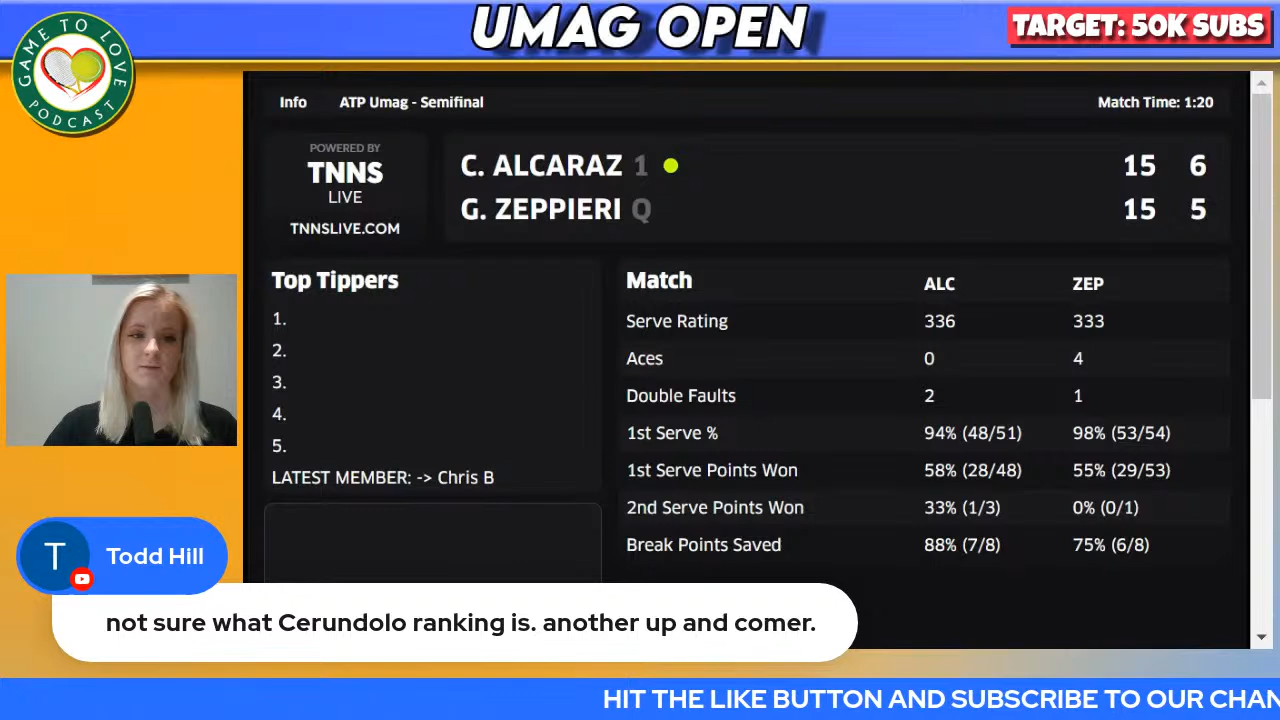 GAME TO LOVE
PODCAST
UMAG OPEN
TARGET: 50K SUBS
Info ATP Umag - Semifinal Match Time: 1:20
POWERED BY
TNNS
LIVE
TNNSLIVE.COM
C. ALCARAZ 1 15 6
G. ZEPPIERI Q 15 5
Top Tippers
1.
2.
3.
4.
5.
LATEST MEMBER: -> Chris B
Match ALC ZEP
Serve Rating 336 333
Aces 0 4
Double Faults 2 1
1st Serve % 94% (48/51) 98% (53/54)
1st Serve Points Won 58% (28/48) 55% (29/53)
2nd Serve Points Won 33% (1/3) 0% (0/1)
Break Points Saved 88% (7/8) 75% (6/8)
T Todd Hill
not sure what Cerundolo ranking is. another up and comer.
HIT THE LIKE BUTTON AND SUBSCRIBE TO OUR CHAN